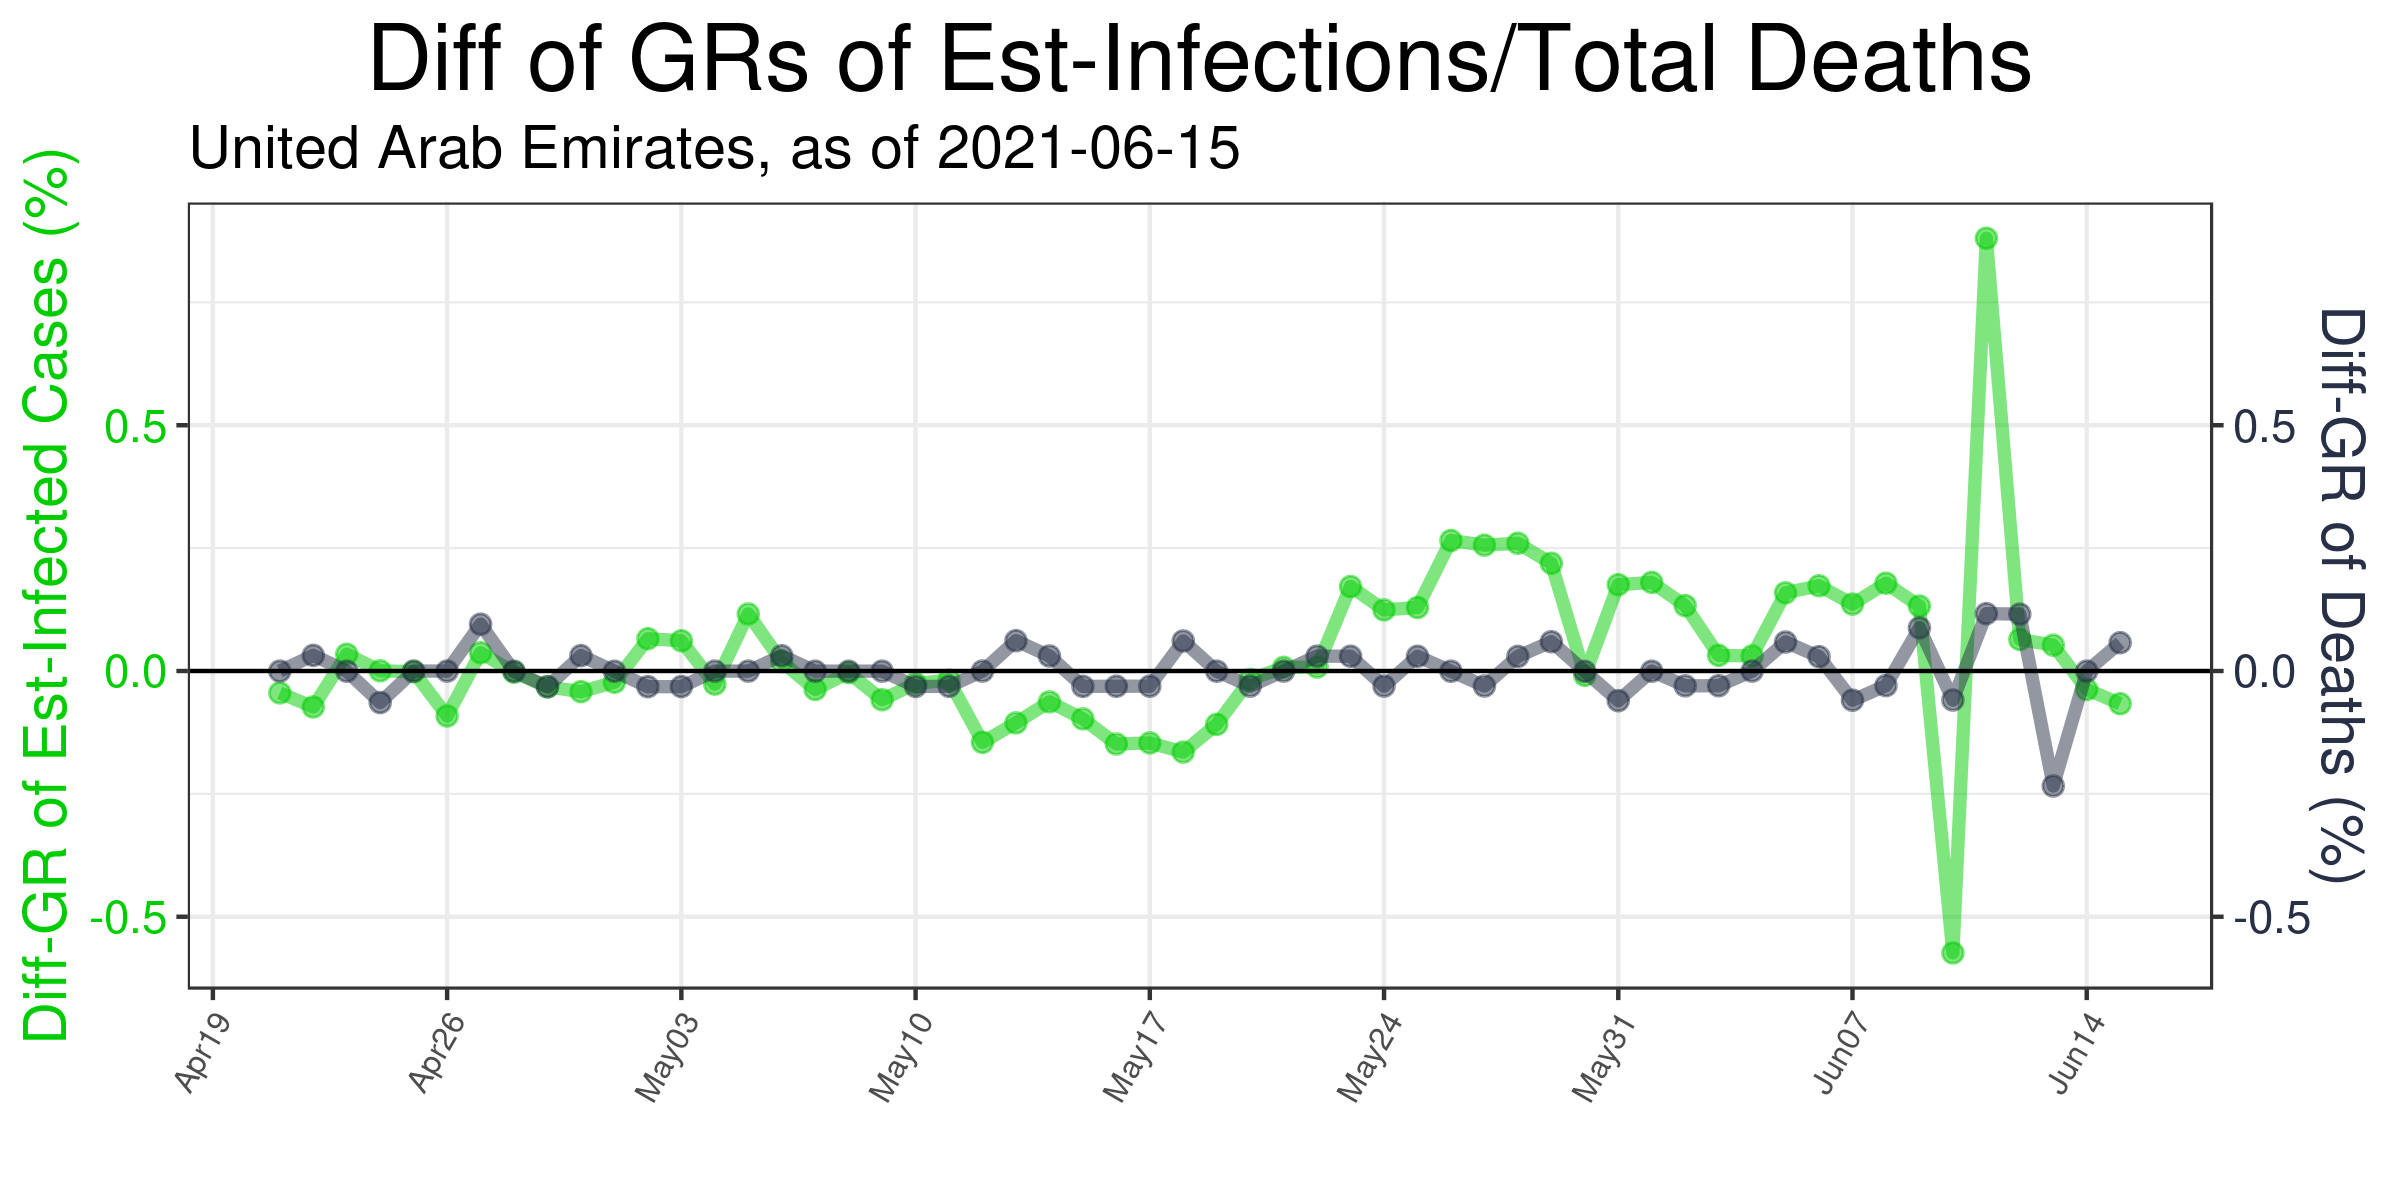 Diff of GRs of Est-Infections/Total Deaths
United Arab Emirates, as of 2021-06-15
Diff-GR of Est-Infected Cases (%)
0.5
0.0
-0.5
0.5
0.0
-0.5
Diff-GR of Deaths (%)
Apr19
Apr26
May03
May10
May17
May24
May31
Jun07
Jun14